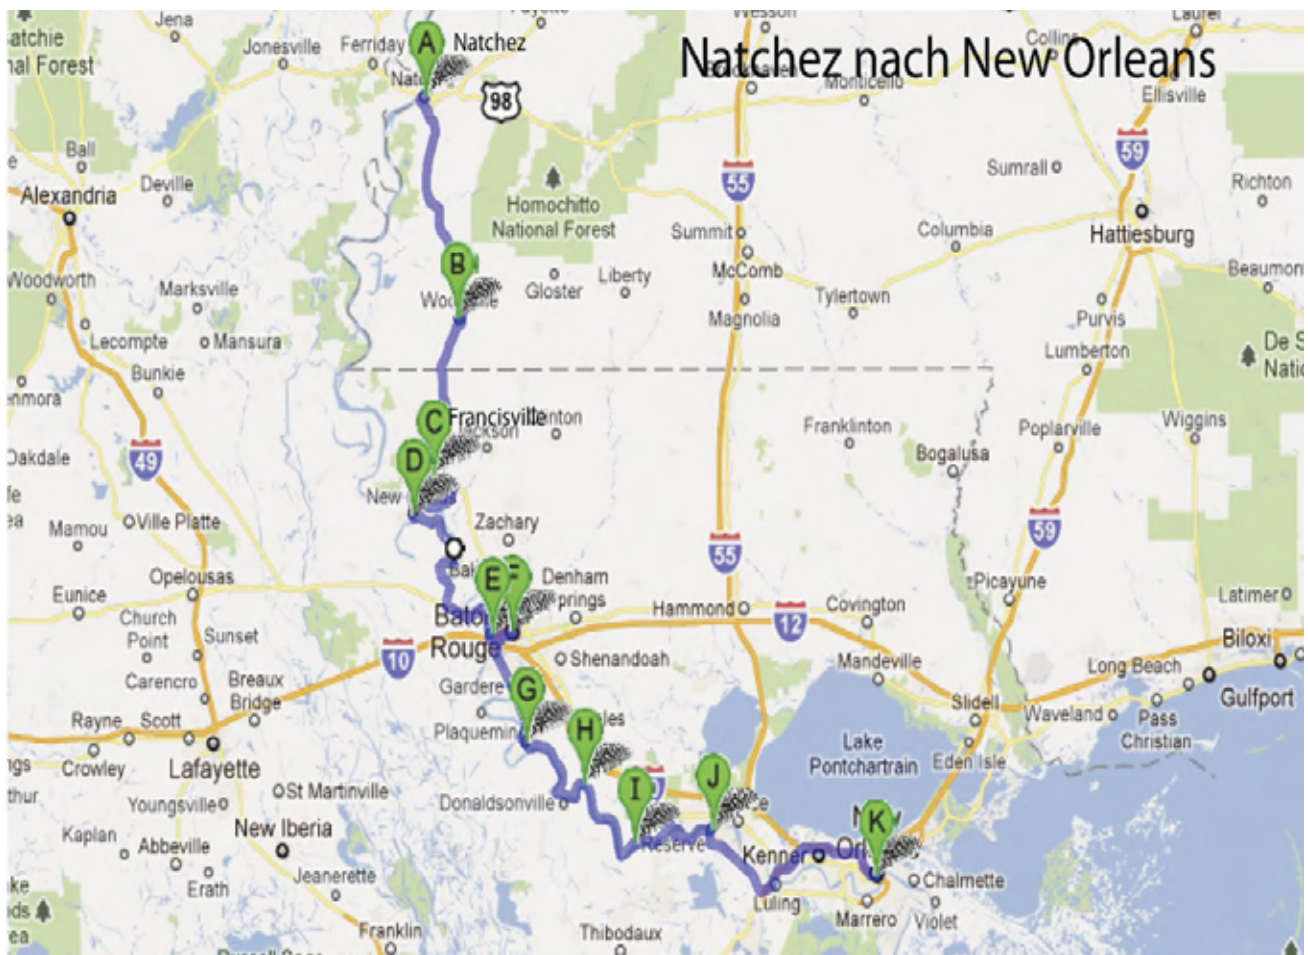 Jena
Wesson
Laurel
Natchez nach New Orleans
A
Natchez
Jonesville
Ferriday
Collins
Monticello
Ellisville
98
Ball
55
59
Sumrall
Deville
Alexandria
Richton
Homochitto
National Forest
Summit
Columbia
Hattiesburg
B
McComb
Woodworth
Marksville
Gloster
Liberty
Tylertown
Beaumont
Magnolia
Purvis
Lecompte
Mansura
Lumberton
Bunkie
C
Francisville
Franklinton
Poplarville
Wiggins
D
49
Oakdale
Bogalusa
New
Mamou
Ville Platte
Zachary
55
59
E
F
Opelousas
Denham
Picayune
Eunice
Hammond
Covington
Latimer
Church
Point
Sunset
12
Biloxi
Rouge
10
Shenandoah
Mandeville
Long Beach
Carencro
Breaux
Bridge
Gardere
G
Slidell
Gulfport
Rayne
Scott
Waveland
Pass
Christian
Plaquemin
H
Lake
Pontchartrain
Eden Isle
Crowley
Lafayette
I
J
Youngsville
St Martinville
Donaldsonville
K
Kaplan
Abbeville
New Iberia
Reserve
Kenner
Erath
Jeanerette
Luling
Chalmette
Marrero
Violet
Franklin
Thibodaux